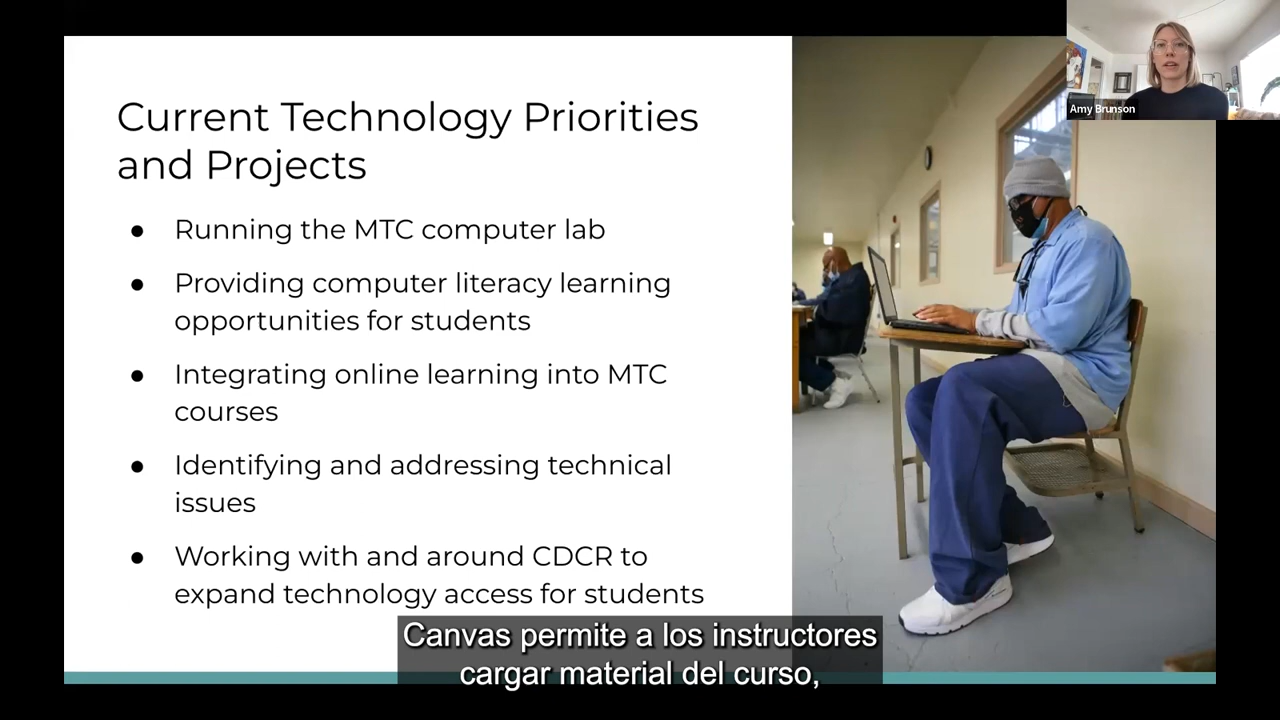 Amy Brunson
Current Technology Priorities
and Projects
● Running the MTC computer lab
● Providing computer literacy learning
opportunities for students
● Integrating online learning into MTC
courses
● Identifying and addressing technical
issues
● Working with and around CDCR to
expand technology access for students
Canvas permite a los instructores
cargar material del curso,